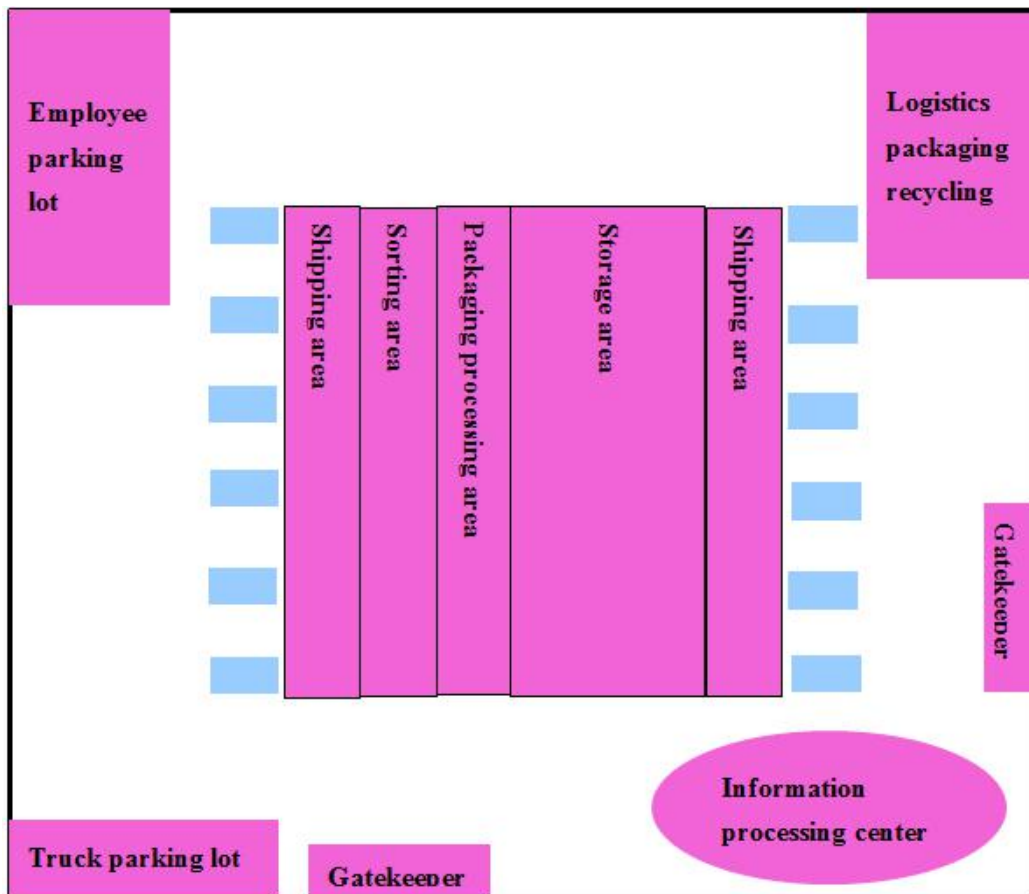 Employee
parking
lot
Logistics
packaging
recycling
Shipping area
Sorting area
Packaging processing area
Storage area
Shipping area
Gatekeeper
Information
processing center
Truck parking lot
Gatekeeper